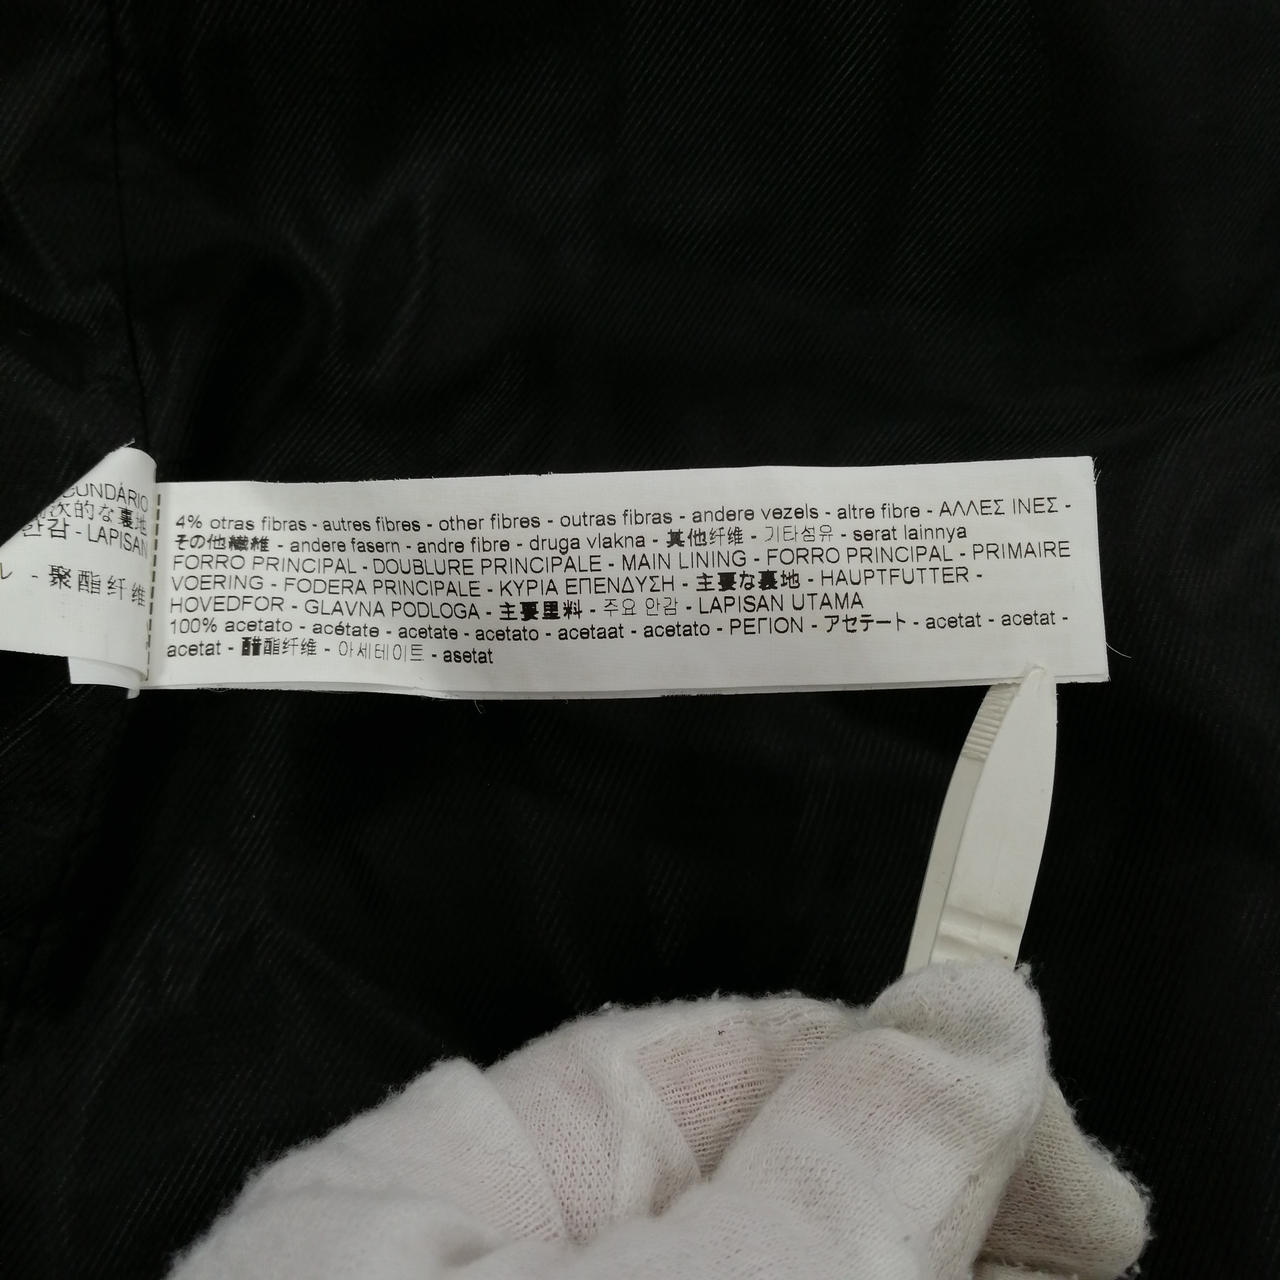 GUNDÁRIO
次的な裏地
안감 - LAPISAN
ル - 聚酯纤维
4% otras fibras - autres fibres - other fibres - outras fibras - andere vezels - altre fibre - ΑΛΛΕΣ ΙΝΕΣ -
その他繊維 - andere fasern - andre fibre - druga vlakna - 其他纤维 - 기타섬유 - serat lainnya
FORRO PRINCIPAL - DOUBLURE PRINCIPALE - MAIN LINING - FORRO PRINCIPAL - PRIMAIRE
VOERING - FODERA PRINCIPALE - ΚΥΡΙΑ ΕΠΕΝΔΥΣΗ - 主要な裏地 - HAUPTFUTTER -
HOVEDFOR - GLAVNA PODLOGA - 主要里料 - 주요 안감 - LAPISAN UTAMA
100% acetato - acétate - acetate - acetato - acetaat - acetato - ΡΕΓΙΟΝ - アセテート - acetat - acetat -
acetat - 醋酯纤维 - 아세테이트 - asetat